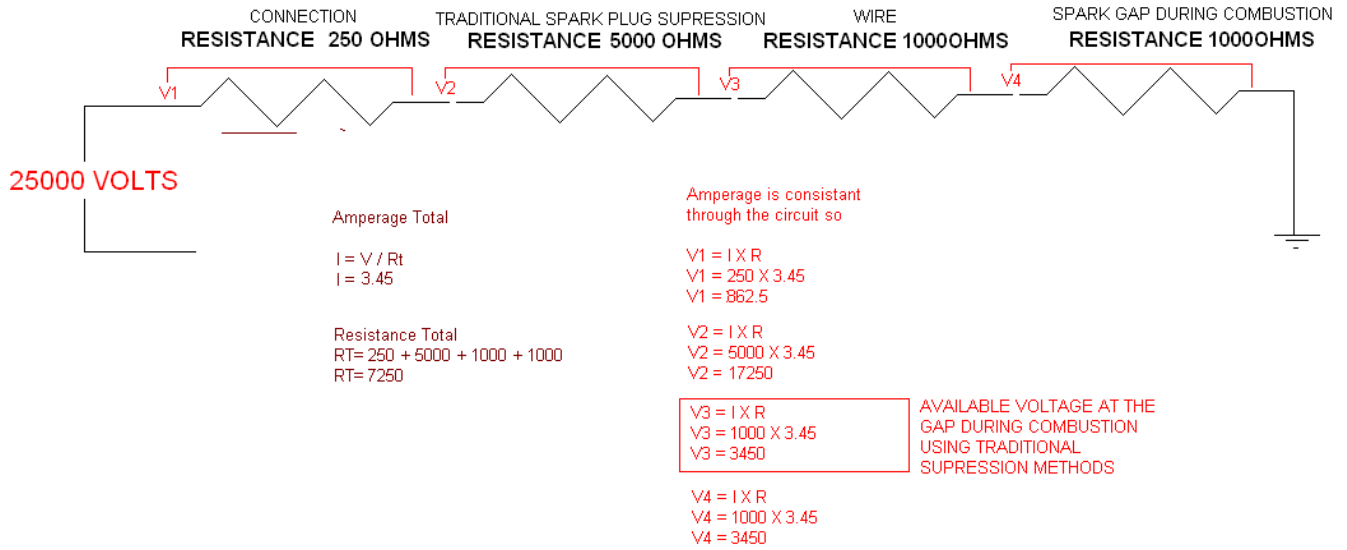 CONNECTION
RESISTANCE 250 OHMS
TRADITIONAL SPARK PLUG SUPRESSION
RESISTANCE 5000 OHMS
WIRE
RESISTANCE 1000OHMS
SPARK GAP DURING COMBUSTION
RESISTANCE 1000OHMS
V1
V2
V3
V4
25000 VOLTS
Amperage Total
I = V / Rt
I = 3.45
Resistance Total
RT= 250 + 5000 + 1000 + 1000
RT= 7250
Amperage is consistant
through the circuit so
V1 = I X R
V1 = 250 X 3.45
V1 = 862.5
V2 = I X R
V2 = 5000 X 3.45
V2 = 17250
V3 = I X R
V3 = 1000 X 3.45
V3 = 3450
AVAILABLE VOLTAGE AT THE
GAP DURING COMBUSTION
USING TRADITIONAL
SUPRESSION METHODS
V4 = I X R
V4 = 1000 X 3.45
V4 = 3450